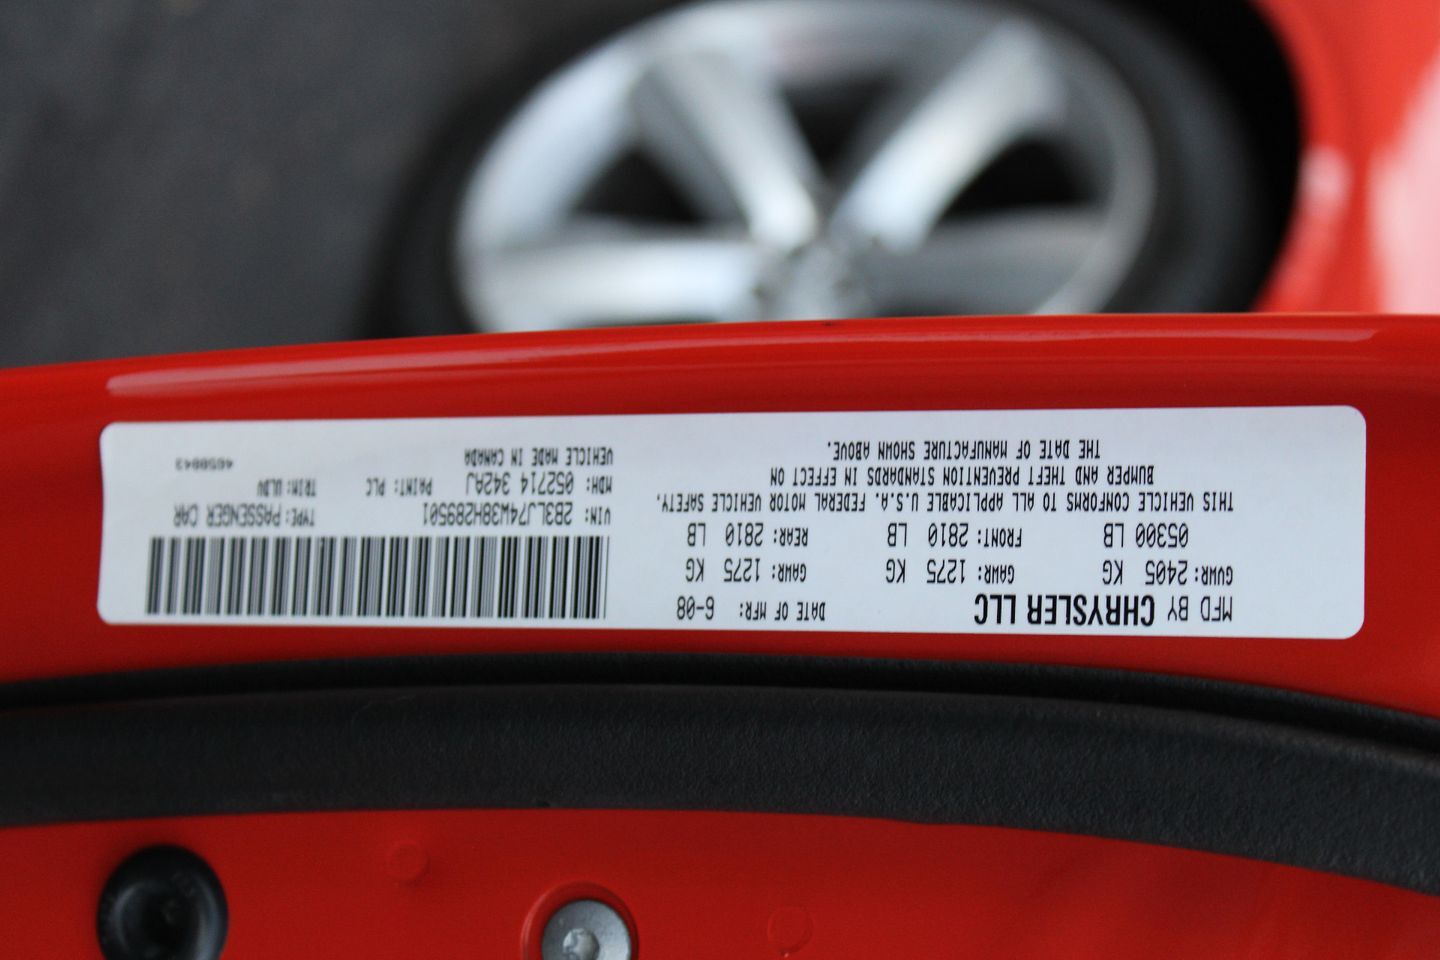 MFD BY CHRYSLER LLC DATE OF MFR: 6-08
GVWR: 2405 KG GAWR: 1275 KG GAWR: 1275 KG
05300 LB FRONT: 2810 LB REAR: 2810 LB
THIS VEHICLE CONFORMS TO ALL APPLICABLE U.S.A. FEDERAL MOTOR VEHICLE SAFETY,
BUMPER AND THEFT PREVENTION STANDARDS IN EFFECT ON
THE DATE OF MANUFACTURE SHOWN ABOVE.
VIN: 2B3LJ74W38H289501 TYPE: PASSENGER CAR
MDH: 052714 342AJ PAINT: PLC TRIM: ULDV
VEHICLE MADE IN CANADA 4658843